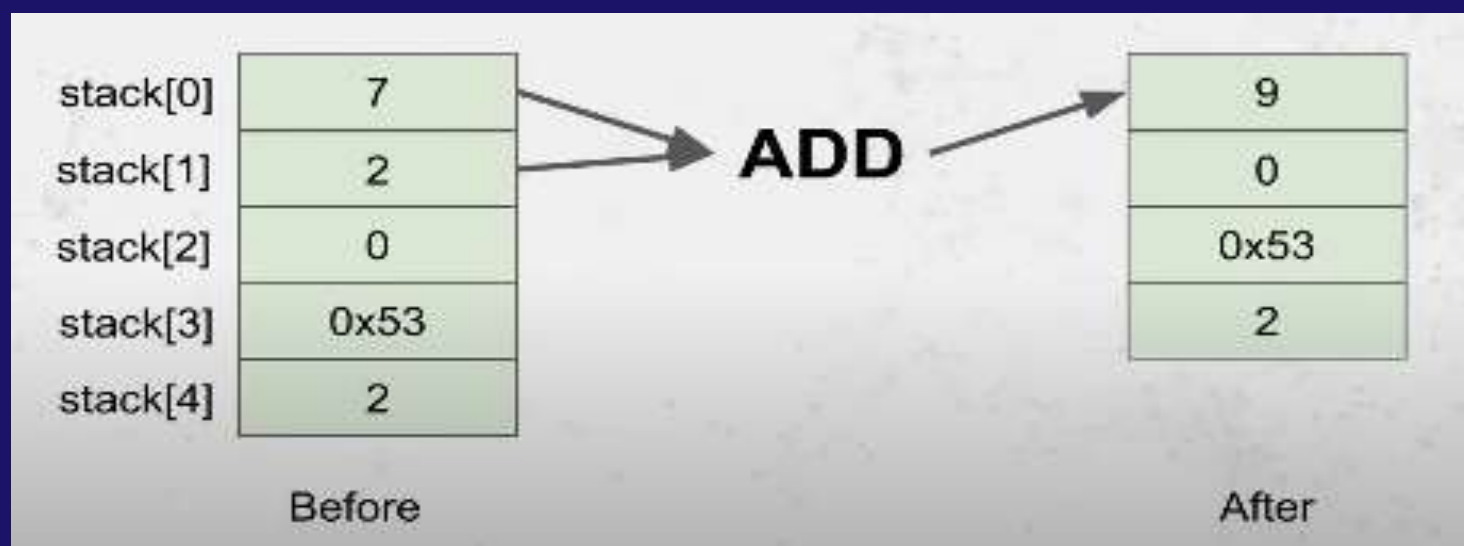 stack[0] 7 9
stack[1] 2 ADD 0
stack[2] 0 0x53
stack[3] 0x53 2
stack[4] 2
Before After